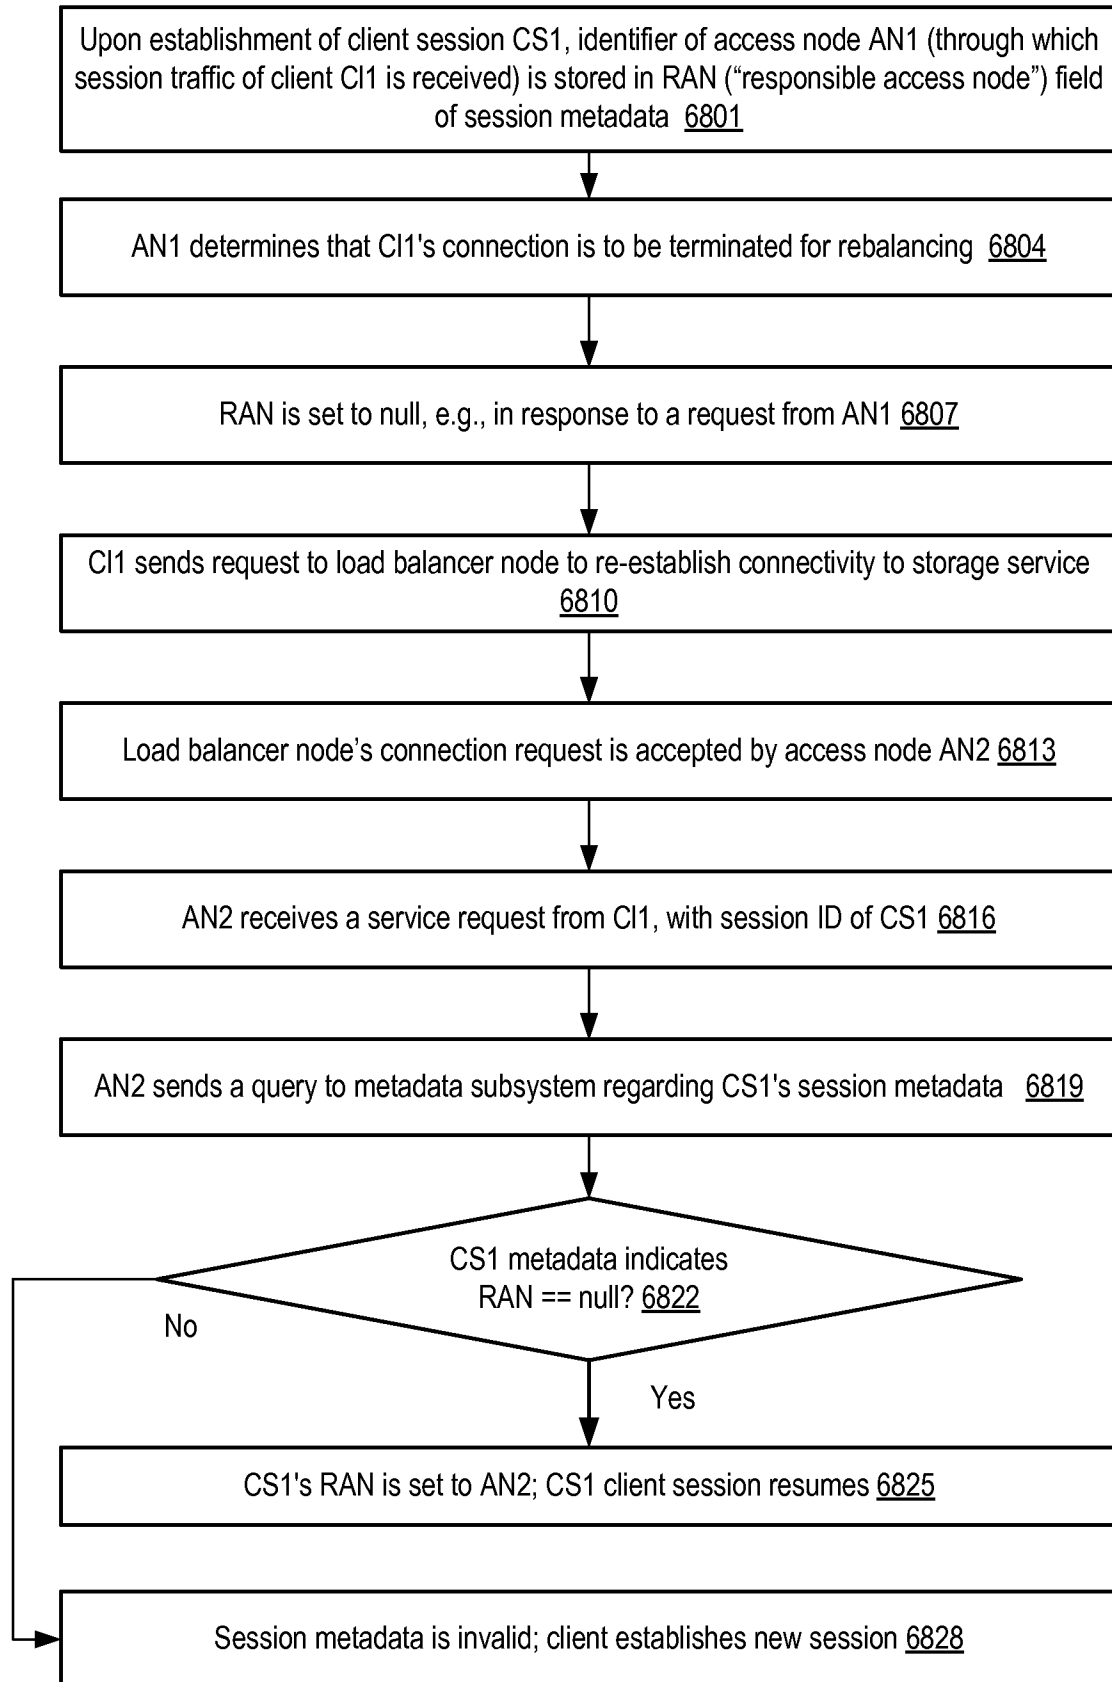 Upon establishment of client session CS1, identifier of access node AN1 (through which
session traffic of client Cl1 is received) is stored in RAN (“responsible access node”) field
of session metadata 6801
AN1 determines that Cl1's connection is to be terminated for rebalancing 6804
RAN is set to null, e.g., in response to a request from AN1 6807
Cl1 sends request to load balancer node to re-establish connectivity to storage service
6810
Load balancer node’s connection request is accepted by access node AN2 6813
AN2 receives a service request from Cl1, with session ID of CS1 6816
AN2 sends a query to metadata subsystem regarding CS1's session metadata 6819
CS1 metadata indicates
RAN == null? 6822
No
Yes
CS1's RAN is set to AN2; CS1 client session resumes 6825
Session metadata is invalid; client establishes new session 6828